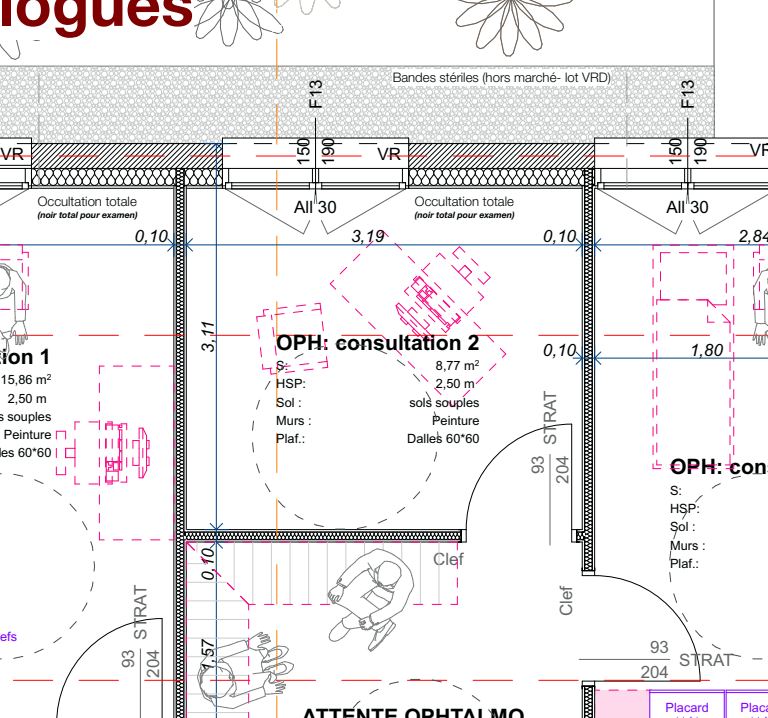 logues
Bandes stériles (hors marché- lot VRD)
F13
F13
150
190
150
190
VR
VR
VR
Occultation totale
(noir total pour examen)
All 30
Occultation totale
(noir total pour examen)
All 30
0,10
3,19
0,10
2,84
3,11
0,10
1,80
tion 1
15,86 m²
2,50 m
s souples
Peinture
les 60*60
OPH: consultation 2
S: 8,77 m²
HSP: 2,50 m
Sol : sols souples
Murs : Peinture
Plaf.: Dalles 60*60
93
204
STRAT
OPH: cons
S:
HSP:
Sol :
Murs :
Plaf.:
0,10
Clef
Clef
efs
93
204
STRAT
1,57
93
204
STRAT
Placard
Placa
ATTENTE OPHTALMO